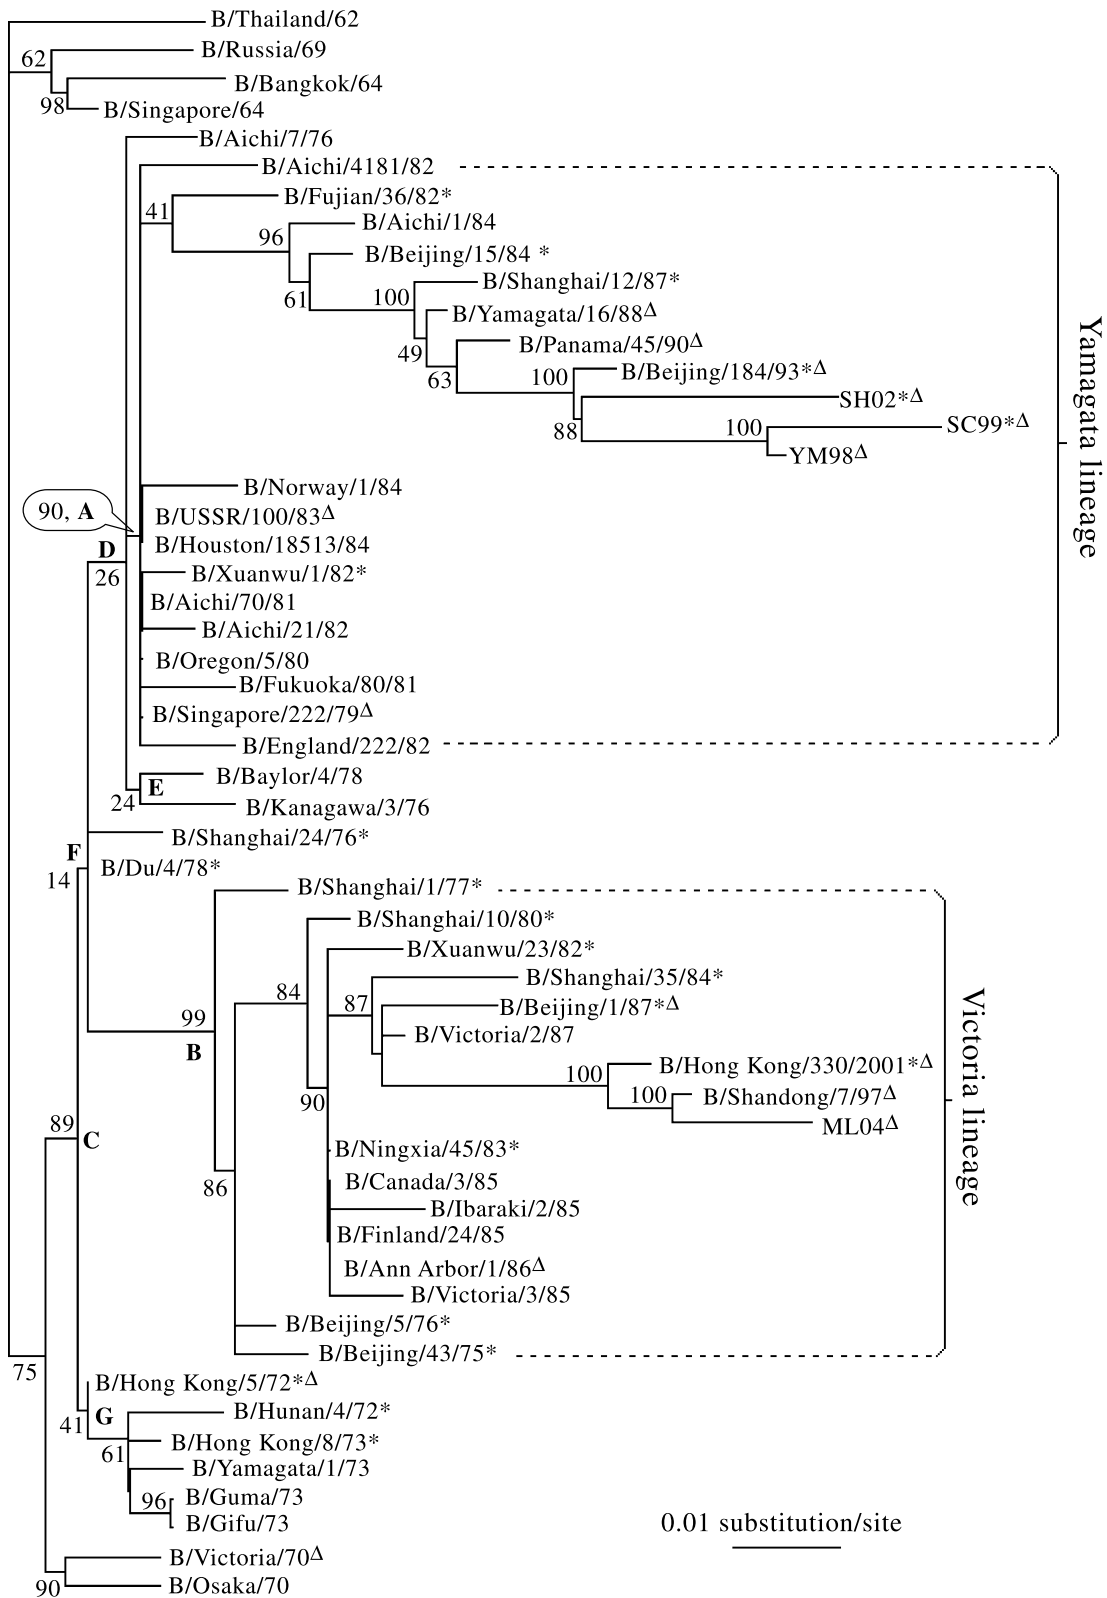 B/Thailand/62
B/Russia/69
62
B/Bangkok/64
98
B/Singapore/64
B/Aichi/7/76
B/Aichi/4181/82
B/Fujian/36/82*
41
B/Aichi/1/84
96
B/Beijing/15/84 *
B/Shanghai/12/87*
61
100
B/Yamagata/16/88Δ
B/Panama/45/90Δ
49
B/Beijing/184/93*Δ
63
100
SH02*Δ
SC99*Δ
88
100
YM98Δ
Yamagata lineage
B/Norway/1/84
90, A
B/USSR/100/83Δ
B/Houston/18513/84
D
26
B/Xuanwu/1/82*
B/Aichi/70/81
B/Aichi/21/82
B/Oregon/5/80
B/Fukuoka/80/81
B/Singapore/222/79Δ
B/England/222/82
B/Baylor/4/78
E
24
B/Kanagawa/3/76
B/Shanghai/24/76*
F
14
B/Du/4/78*
B/Shanghai/1/77*
B/Shanghai/10/80*
B/Xuanwu/23/82*
B/Shanghai/35/84*
84
87
B/Beijing/1/87*Δ
99
B/Victoria/2/87
B
B/Hong Kong/330/2001*Δ
100
100
B/Shandong/7/97Δ
90
ML04Δ
Victoria lineage
89
C
B/Ningxia/45/83*
B/Canada/3/85
86
B/Ibaraki/2/85
B/Finland/24/85
B/Ann Arbor/1/86Δ
B/Victoria/3/85
B/Beijing/5/76*
B/Beijing/43/75*
75
B/Hong Kong/5/72*Δ
B/Hunan/4/72*
41
G
B/Hong Kong/8/73*
61
B/Yamagata/1/73
96
B/Guma/73
B/Gifu/73
0.01 substitution/site
B/Victoria/70Δ
90
B/Osaka/70